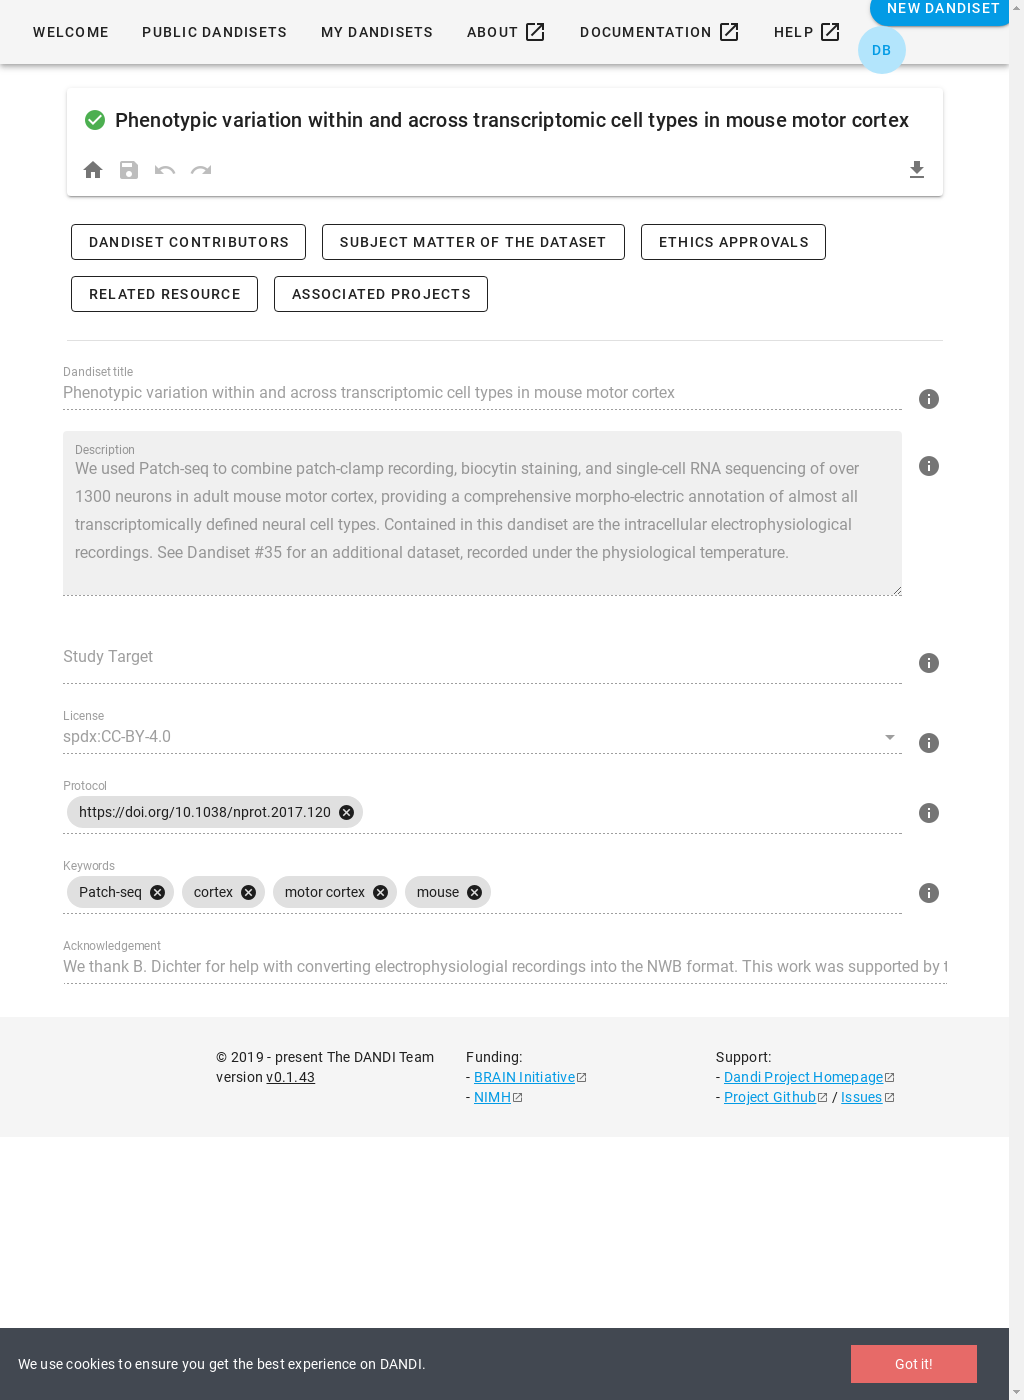 NEW DANDISET
WELCOME PUBLIC DANDISETS MY DANDISETS ABOUT DOCUMENTATION HELP
DB
Phenotypic variation within and across transcriptomic cell types in mouse motor cortex
DANDISET CONTRIBUTORS SUBJECT MATTER OF THE DATASET ETHICS APPROVALS
RELATED RESOURCE ASSOCIATED PROJECTS
Dandiset title
Phenotypic variation within and across transcriptomic cell types in mouse motor cortex
Description
We used Patch-seq to combine patch-clamp recording, biocytin staining, and single-cell RNA sequencing of over
1300 neurons in adult mouse motor cortex, providing a comprehensive morpho-electric annotation of almost all
transcriptomically defined neural cell types. Contained in this dandiset are the intracellular electrophysiological
recordings. See Dandiset #35 for an additional dataset, recorded under the physiological temperature.
Study Target
License
spdx:CC-BY-4.0
Protocol
https://doi.org/10.1038/nprot.2017.120
Keywords
Patch-seq cortex motor cortex mouse
Acknowledgement
We thank B. Dichter for help with converting electrophysiologial recordings into the NWB format. This work was supported by t
© 2019 - present The DANDI Team
version v0.1.43
Funding:
- BRAIN Initiative
- NIMH
Support:
- Dandi Project Homepage
- Project Github / Issues
We use cookies to ensure you get the best experience on DANDI.
Got it!